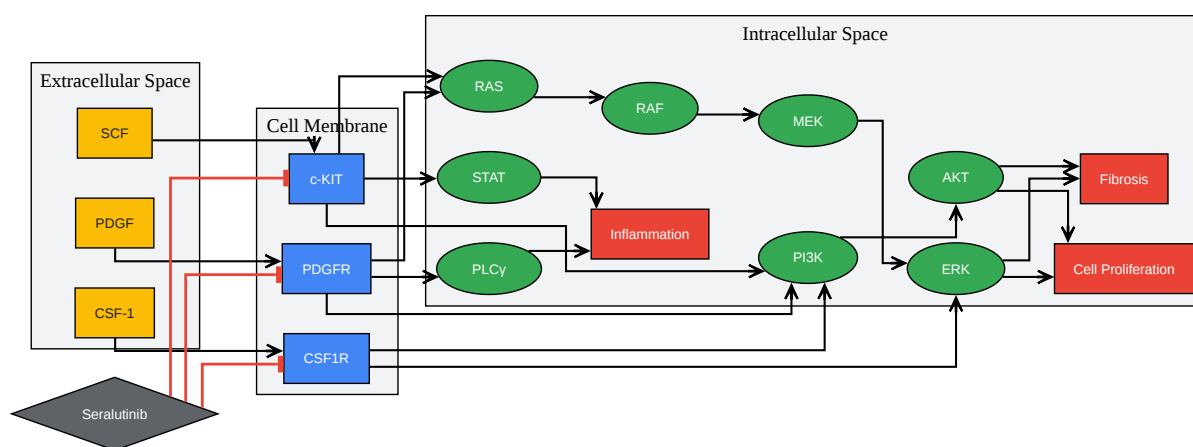 Intracellular Space
Extracellular Space
Cell Membrane
SCF
PDGF
CSF-1
Seralutinib
c-KIT
PDGFR
CSF1R
RAS
RAF
MEK
STAT
PLCγ
Inflammation
PI3K
AKT
ERK
Fibrosis
Cell Proliferation